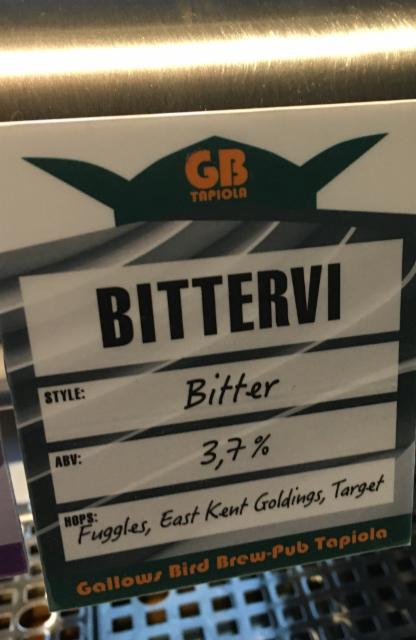 GB
TAPIOLA
BITTERVI
STYLE: Bitter
ABV: 3,7%
HOPS: Fuggles, East Kent Goldings, Target
Gallows Bird Brew-Pub Tapiola